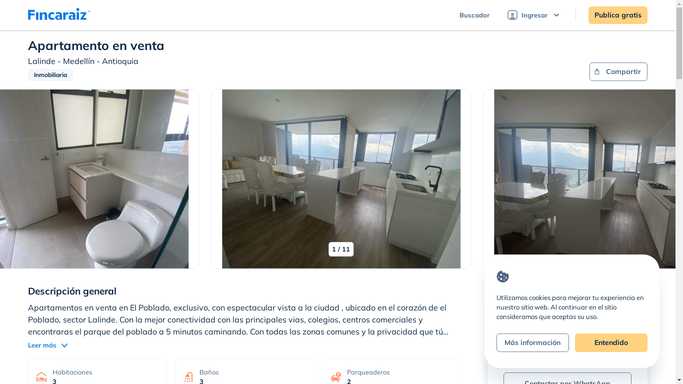 Fincaraiz
Buscador
Ingresar
Publica gratis
Apartamento en venta
Lalinde - Medellín - Antioquia
Inmobiliaria
Compartir
1 / 11
Descripción general
Apartamentos en venta en El Poblado, exclusivo, con espectacular vista a la ciudad , ubicado en el corazón de el
Poblado, sector Lalinde. Con la mejor conectividad con las principales vias, colegios, centros comerciales y
encontraras el parque del poblado a 5 minutos caminando. Con todas las zonas comunes y la privacidad que tú...
Leer más
Habitaciones
3
Baños
3
Parqueaderos
2
Utilizamos cookies para mejorar tu experiencia en
nuestro sitio web. Al continuar en el sitio
consideramos que aceptas su uso.
Más información
Entendido
Contactar por WhatsApp